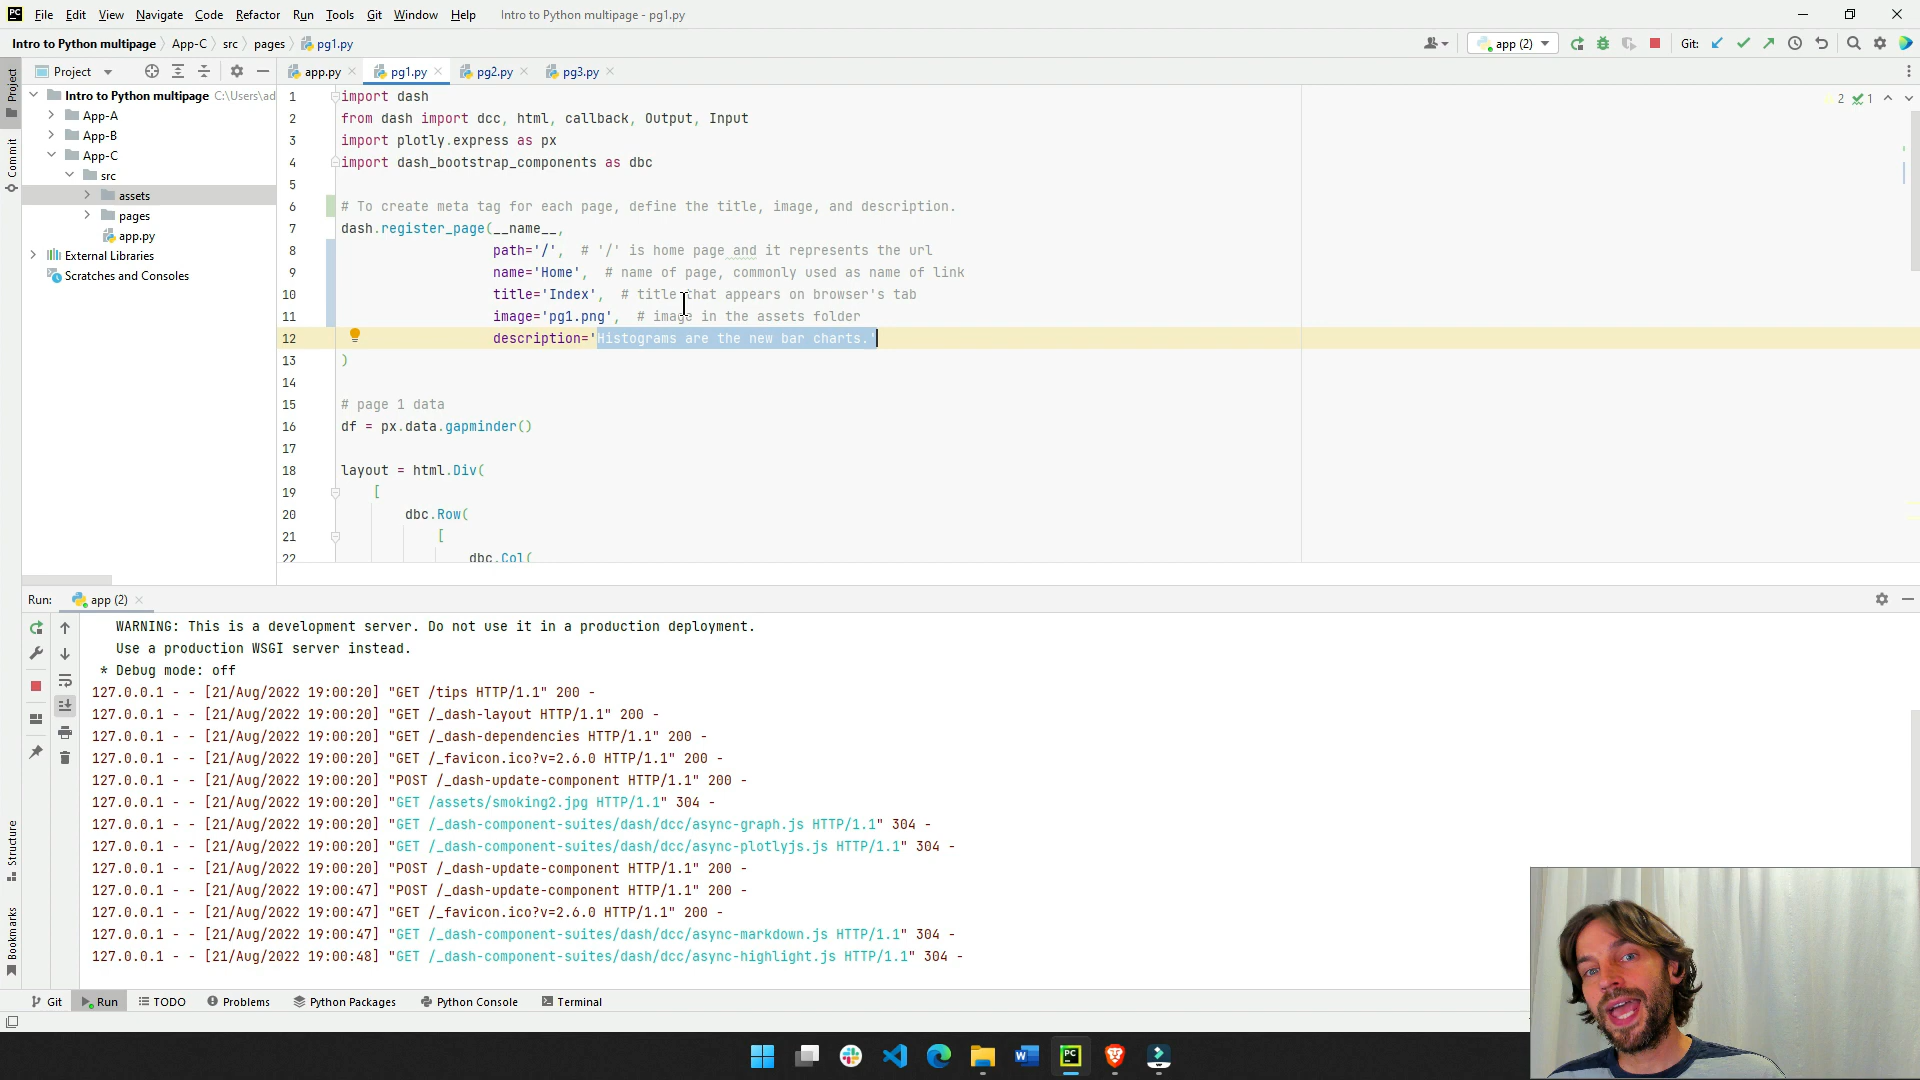 File Edit View Navigate Code Refactor Run Tools Git Window Help Intro to Python multipage - pg1.py
Intro to Python multipage App-C src pages pg1.py app (2) Git:
Project app.py pg1.py pg2.py pg3.py
Intro to Python multipage C:\Users\ad
App-A
App-B
App-C
src
assets
pages
app.py
External Libraries
Scratches and Consoles
Project
Commit
Structure
Bookmarks
2 1
1 import dash
2 from dash import dcc, html, callback, Output, Input
3 import plotly.express as px
4 import dash_bootstrap_components as dbc
5
6 # To create meta tag for each page, define the title, image, and description.
7 dash.register_page(__name__,
8 path='/', # '/' is home page and it represents the url
9 name='Home', # name of page, commonly used as name of link
10 title='Index', # title that appears on browser's tab
11 image='pg1.png', # image in the assets folder
12 description='Histograms are the new bar charts.'
13 )
14
15 # page 1 data
16 df = px.data.gapminder()
17
18 layout = html.Div(
19 [
20 dbc.Row(
21 [
22 dbc.Col(
Run: app (2)
WARNING: This is a development server. Do not use it in a production deployment.
Use a production WSGI server instead.
* Debug mode: off
127.0.0.1 - - [21/Aug/2022 19:00:20] "GET /tips HTTP/1.1" 200 -
127.0.0.1 - - [21/Aug/2022 19:00:20] "GET /_dash-layout HTTP/1.1" 200 -
127.0.0.1 - - [21/Aug/2022 19:00:20] "GET /_dash-dependencies HTTP/1.1" 200 -
127.0.0.1 - - [21/Aug/2022 19:00:20] "GET /_favicon.ico?v=2.6.0 HTTP/1.1" 200 -
127.0.0.1 - - [21/Aug/2022 19:00:20] "POST /_dash-update-component HTTP/1.1" 200 -
127.0.0.1 - - [21/Aug/2022 19:00:20] "GET /assets/smoking2.jpg HTTP/1.1" 304 -
127.0.0.1 - - [21/Aug/2022 19:00:20] "GET /_dash-component-suites/dash/dcc/async-graph.js HTTP/1.1" 304 -
127.0.0.1 - - [21/Aug/2022 19:00:20] "GET /_dash-component-suites/dash/dcc/async-plotlyjs.js HTTP/1.1" 304 -
127.0.0.1 - - [21/Aug/2022 19:00:20] "POST /_dash-update-component HTTP/1.1" 200 -
127.0.0.1 - - [21/Aug/2022 19:00:47] "POST /_dash-update-component HTTP/1.1" 200 -
127.0.0.1 - - [21/Aug/2022 19:00:47] "GET /_favicon.ico?v=2.6.0 HTTP/1.1" 200 -
127.0.0.1 - - [21/Aug/2022 19:00:47] "GET /_dash-component-suites/dash/dcc/async-markdown.js HTTP/1.1" 304 -
127.0.0.1 - - [21/Aug/2022 19:00:48] "GET /_dash-component-suites/dash/dcc/async-highlight.js HTTP/1.1" 304 -
Git Run TODO Problems Python Packages Python Console Terminal